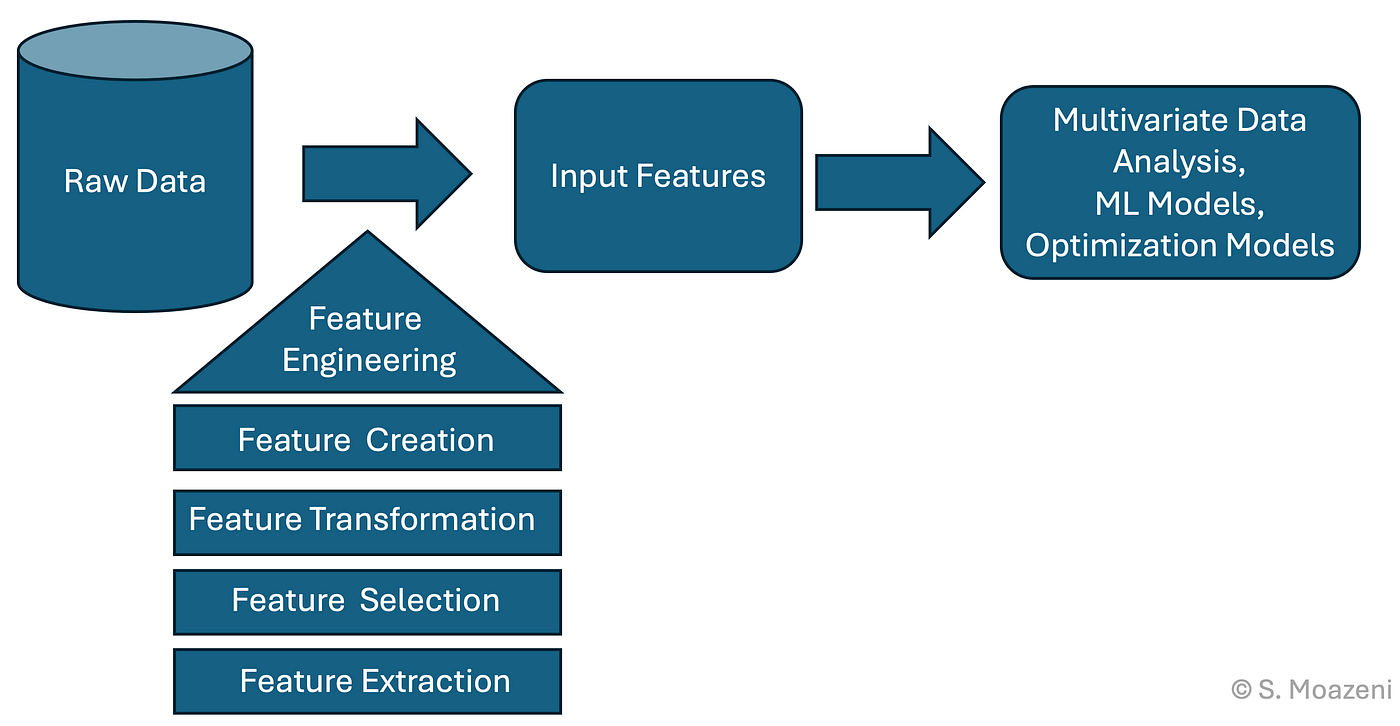 Raw Data
Input Features
Multivariate Data
Analysis,
ML Models,
Optimization Models
Feature
Engineering
Feature  Creation
Feature Transformation
Feature  Selection
Feature Extraction
© S. Moazeni